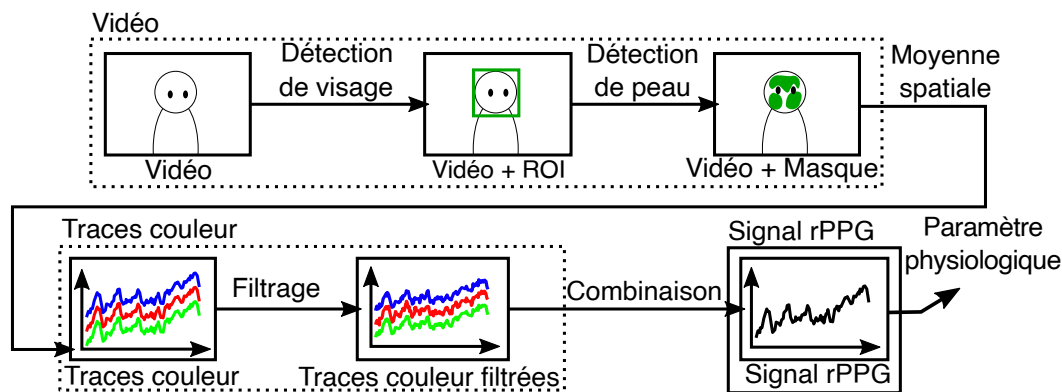 Vidéo
Détection
de visage
Détection
de peau
Moyenne
spatiale
Vidéo
Vidéo + ROI
Vidéo + Masque
Traces couleur
Filtrage
Combinaison
Signal rPPG
Paramètre
physiologique
Traces couleur
Traces couleur filtrées
Signal rPPG